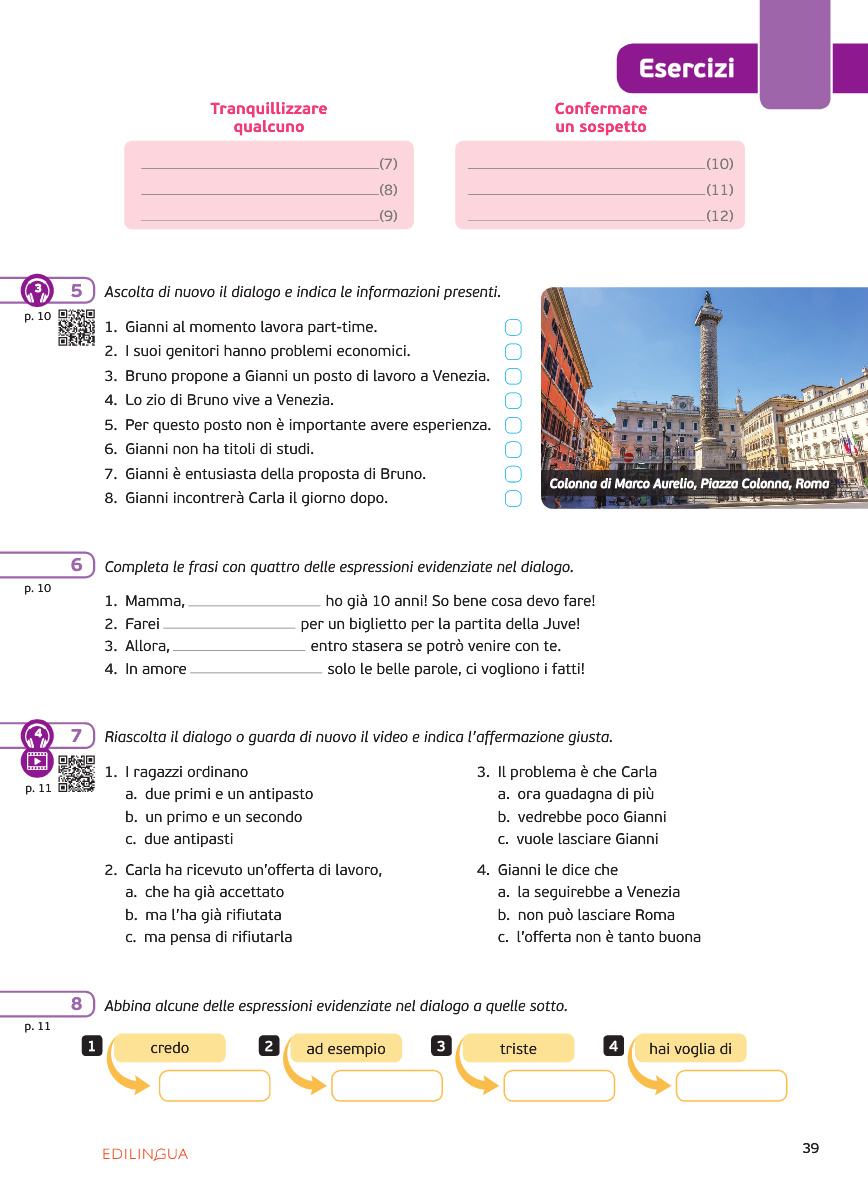 Esercizi
Tranquillizzare
qualcuno
Confermare
un sospetto
(7)
(8)
(9)
(10)
(11)
(12)
3
5
p. 10
Ascolta di nuovo il dialogo e indica le informazioni presenti.
1. Gianni al momento lavora part-time.
2. I suoi genitori hanno problemi economici.
3. Bruno propone a Gianni un posto di lavoro a Venezia.
4. Lo zio di Bruno vive a Venezia.
5. Per questo posto non è importante avere esperienza.
6. Gianni non ha titoli di studi.
7. Gianni è entusiasta della proposta di Bruno.
8. Gianni incontrerà Carla il giorno dopo.
Colonna di Marco Aurelio, Piazza Colonna, Roma
6
p. 10
Completa le frasi con quattro delle espressioni evidenziate nel dialogo.
1. Mamma, ____________ ho già 10 anni! So bene cosa devo fare!
2. Farei ____________ per un biglietto per la partita della Juve!
3. Allora, ____________ entro stasera se potrò venire con te.
4. In amore ____________ solo le belle parole, ci vogliono i fatti!
4
7
p. 11
Riascolta il dialogo o guarda di nuovo il video e indica l'affermazione giusta.
1. I ragazzi ordinano
a. due primi e un antipasto
b. un primo e un secondo
c. due antipasti
2. Carla ha ricevuto un'offerta di lavoro,
a. che ha già accettato
b. ma l'ha già rifiutata
c. ma pensa di rifiutarla
3. Il problema è che Carla
a. ora guadagna di più
b. vedrebbe poco Gianni
c. vuole lasciare Gianni
4. Gianni le dice che
a. la seguirebbe a Venezia
b. non può lasciare Roma
c. l'offerta non è tanto buona
8
p. 11
Abbina alcune delle espressioni evidenziate nel dialogo a quelle sotto.
1 credo
2 ad esempio
3 triste
4 hai voglia di
EDILINGUA
39